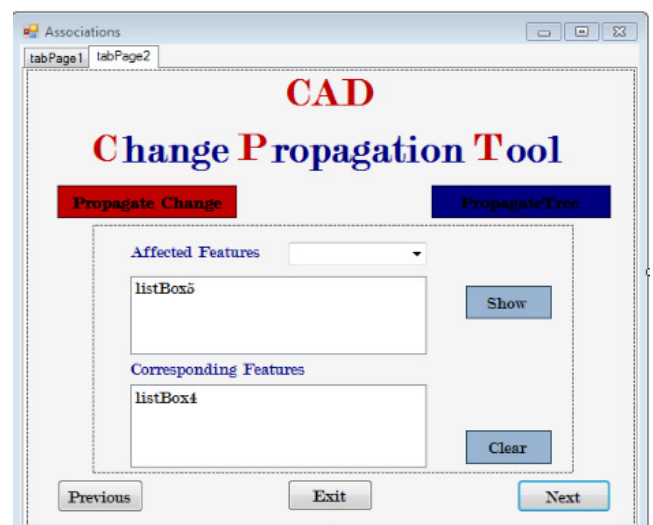 Associations
tabPage1 tabPage2
CAD
Change Propagation Tool
Propagate Change PropagateTree
Affected Features
listBox5
Show
Corresponding Features
listBox4
Clear
Previous Exit Next